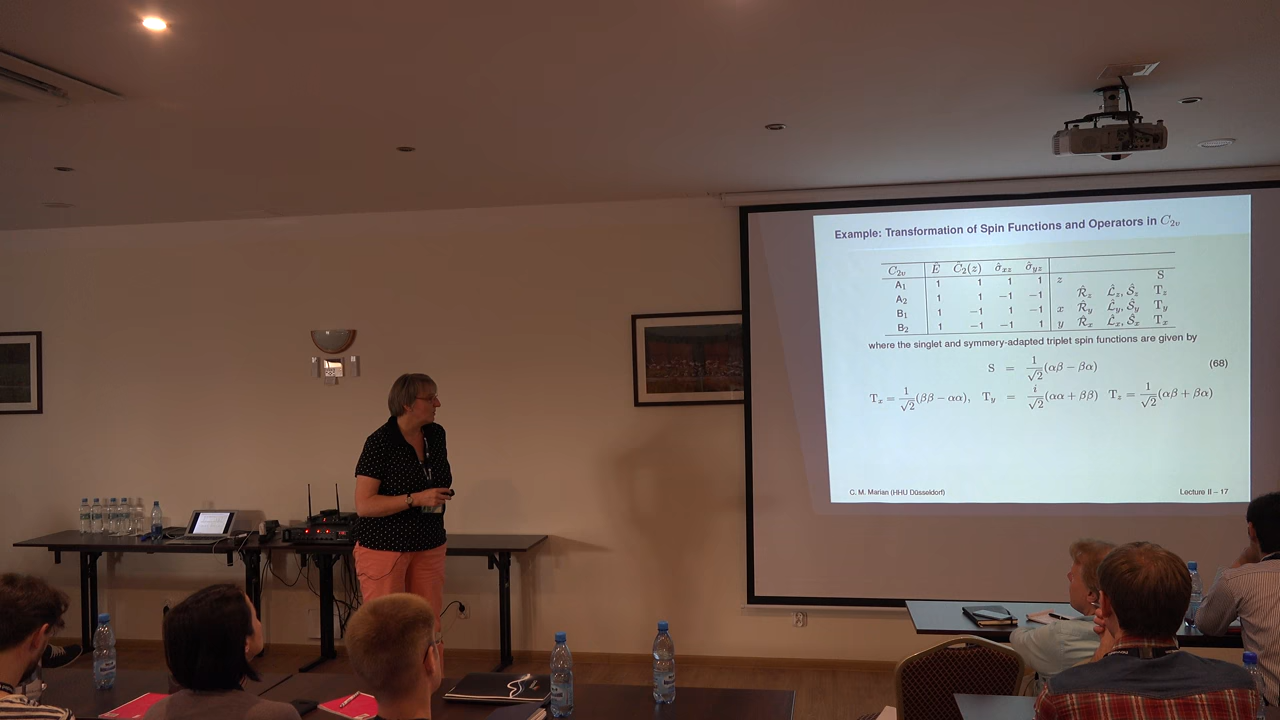 Example: Transformation of Spin Functions and Operators in C₂ᵥ
C₂ᵥ Ê Ĉ₂(z) σ̂ₓz σ̂yz
S
A₁ 1 1 1 1 z
A₂ 1 1 −1 −1 R̂z L̂z, Ŝz Tz
B₁ 1 −1 1 −1 x R̂y L̂y, Ŝy Ty
B₂ 1 −1 −1 1 y R̂x L̂x, Ŝx Tx
where the singlet and symmery-adapted triplet spin functions are given by
S = 1/√2(αβ − βα) (68)
Tx = 1/√2(ββ − αα), Ty = i/√2(αα + ββ) Tz = 1/√2(αβ + βα)
C. M. Marian (HHU Düsseldorf) Lecture II – 17